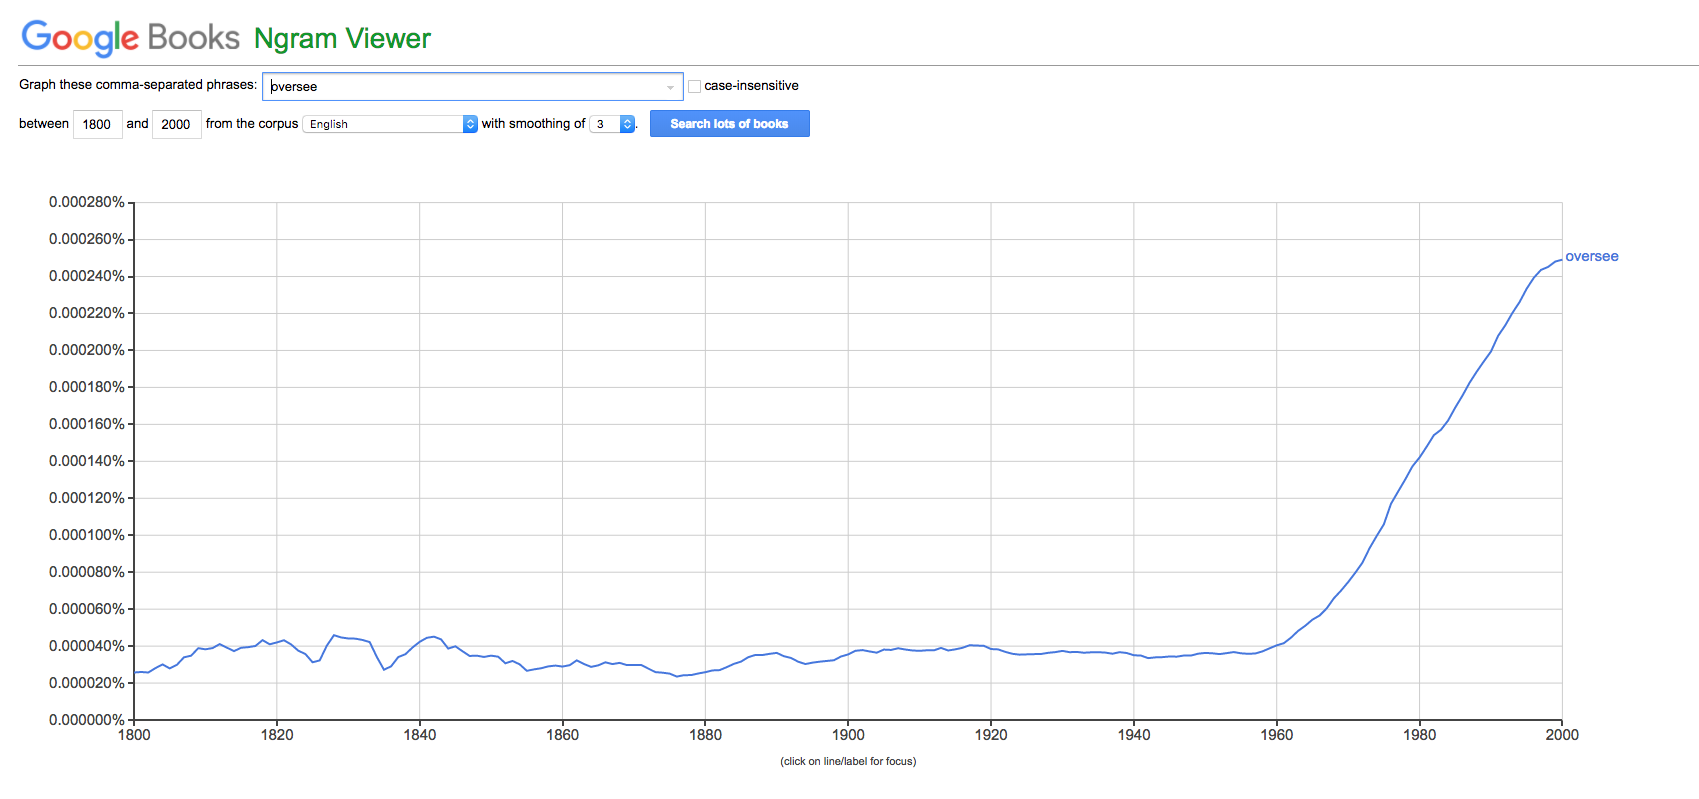 Google Books Ngram Viewer
Graph these comma-separated phrases: oversee case-insensitive
between 1800 and 2000 from the corpus English with smoothing of 3 . Search lots of books
0.000280%
0.000260%
oversee
0.000240%
0.000220%
0.000200%
0.000180%
0.000160%
0.000140%
0.000120%
0.000100%
0.000080%
0.000060%
0.000040%
0.000020%
0.000000%
1800 1820 1840 1860 1880 1900 1920 1940 1960 1980 2000
(click on line/label for focus)